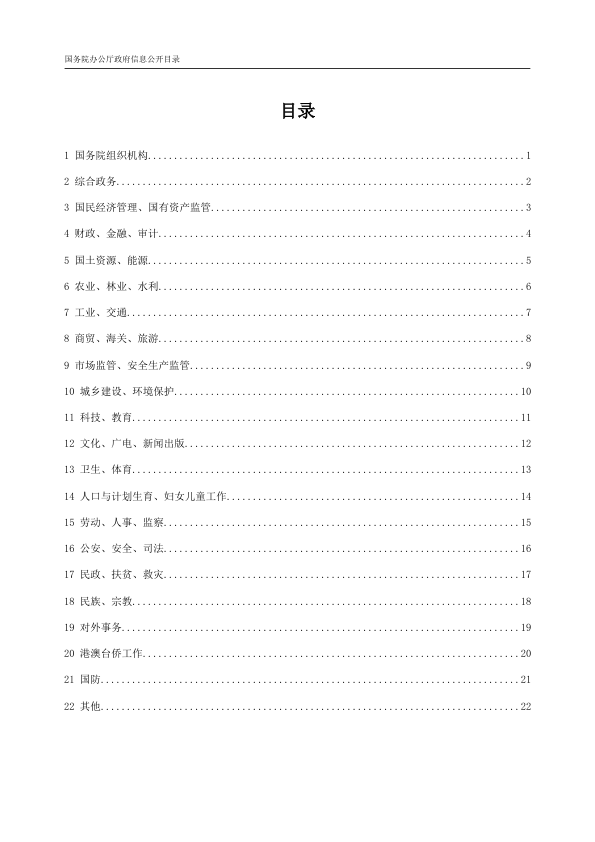 国务院办公厅政府信息公开目录
目录
1 国务院组织机构........................................................................1
2 综合政务..............................................................................2
3 国民经济管理、国有资产监管............................................................3
4 财政、金融、审计......................................................................4
5 国土资源、能源........................................................................5
6 农业、林业、水利......................................................................6
7 工业、交通............................................................................7
8 商贸、海关、旅游......................................................................8
9 市场监管、安全生产监管................................................................9
10 城乡建设、环境保护..................................................................10
11 科技、教育..........................................................................11
12 文化、广电、新闻出版................................................................12
13 卫生、体育..........................................................................13
14 人口与计划生育、妇女儿童工作........................................................14
15 劳动、人事、监察....................................................................15
16 公安、安全、司法....................................................................16
17 民政、扶贫、救灾....................................................................17
18 民族、宗教..........................................................................18
19 对外事务............................................................................19
20 港澳台侨工作........................................................................20
21 国防................................................................................21
22 其他................................................................................22